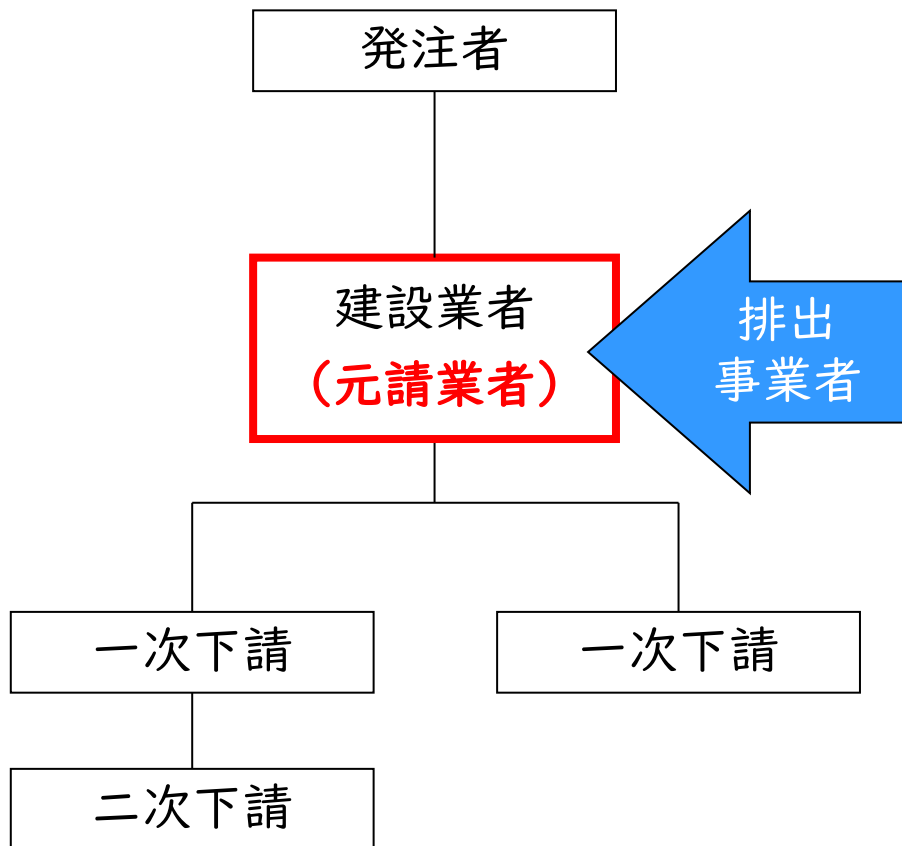 発注者
建設業者
（元請業者）
排出
事業者
一次下請
一次下請
二次下請